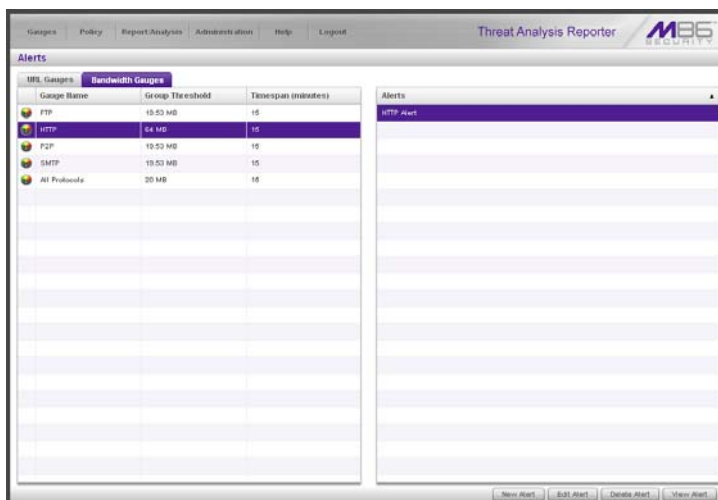 Gauges Policy Report/Analysis Administration Help Logout
Threat Analysis Reporter
M86 SECURITY
Alerts
URL Gauges Bandwidth Gauges
Gauge Name Group Threshold Timespan (minutes)
FTP 19.53 MB 15
HTTP 64 MB 15
P2P 19.53 MB 15
SMTP 19.53 MB 15
All Protocols 20 MB 15
Alerts
HTTP Alert
New Alert Edit Alert Delete Alert View Alert